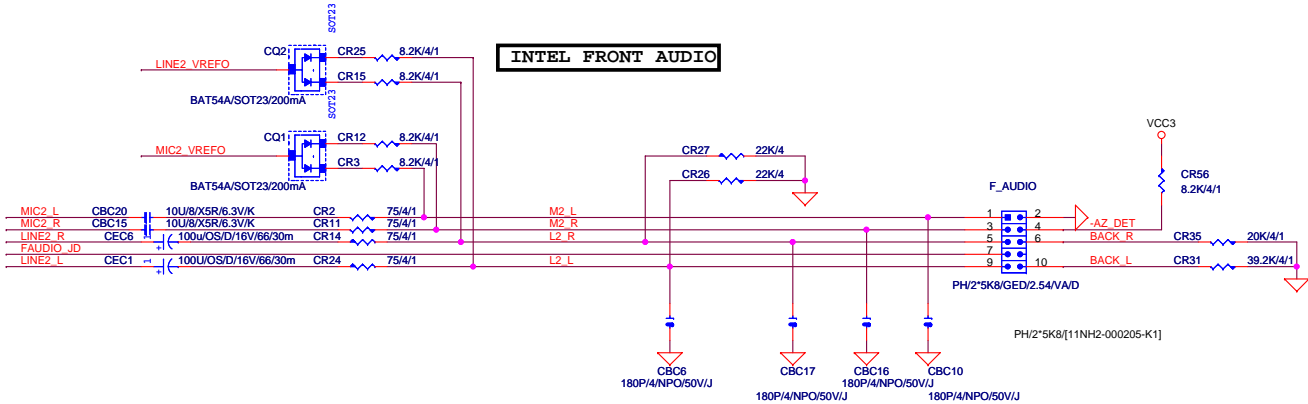 SOT23
CQ2 CR25 8.2K/4/1
INTEL FRONT AUDIO
LINE2_VREFO
CR15 8.2K/4/1
BAT54A/SOT23/200mA
SOT23
VCC3
CQ1 CR12 8.2K/4/1
MIC2_VREFO
CR3 8.2K/4/1
CR27 22K/4
CR26 22K/4
CR56
8.2K/4/1
BAT54A/SOT23/200mA
F_AUDIO
MIC2_L CBC20 10U/8/X5R/6.3V/K CR2 75/4/1 M2_L 1 2
MIC2_R CBC15 10U/8/X5R/6.3V/K CR11 75/4/1 M2_R 3 4 -AZ_DET
LINE2_R CEC6 100u/OS/D/16V/66/30m CR14 75/4/1 L2_R 5 6 BACK_R CR35 20K/4/1
FAUDIO_JD 7
LINE2_L CEC1 1 100U/OS/D/16V/66/30m CR24 75/4/1 L2_L 9 10 BACK_L CR31 39.2K/4/1
PH/2*5K8/GED/2.54/VA/D
PH/2*5K8/[11NH2-000205-K1]
CBC6 CBC17 CBC16 CBC10
180P/4/NPO/50V/J 180P/4/NPO/50V/J
180P/4/NPO/50V/J 180P/4/NPO/50V/J